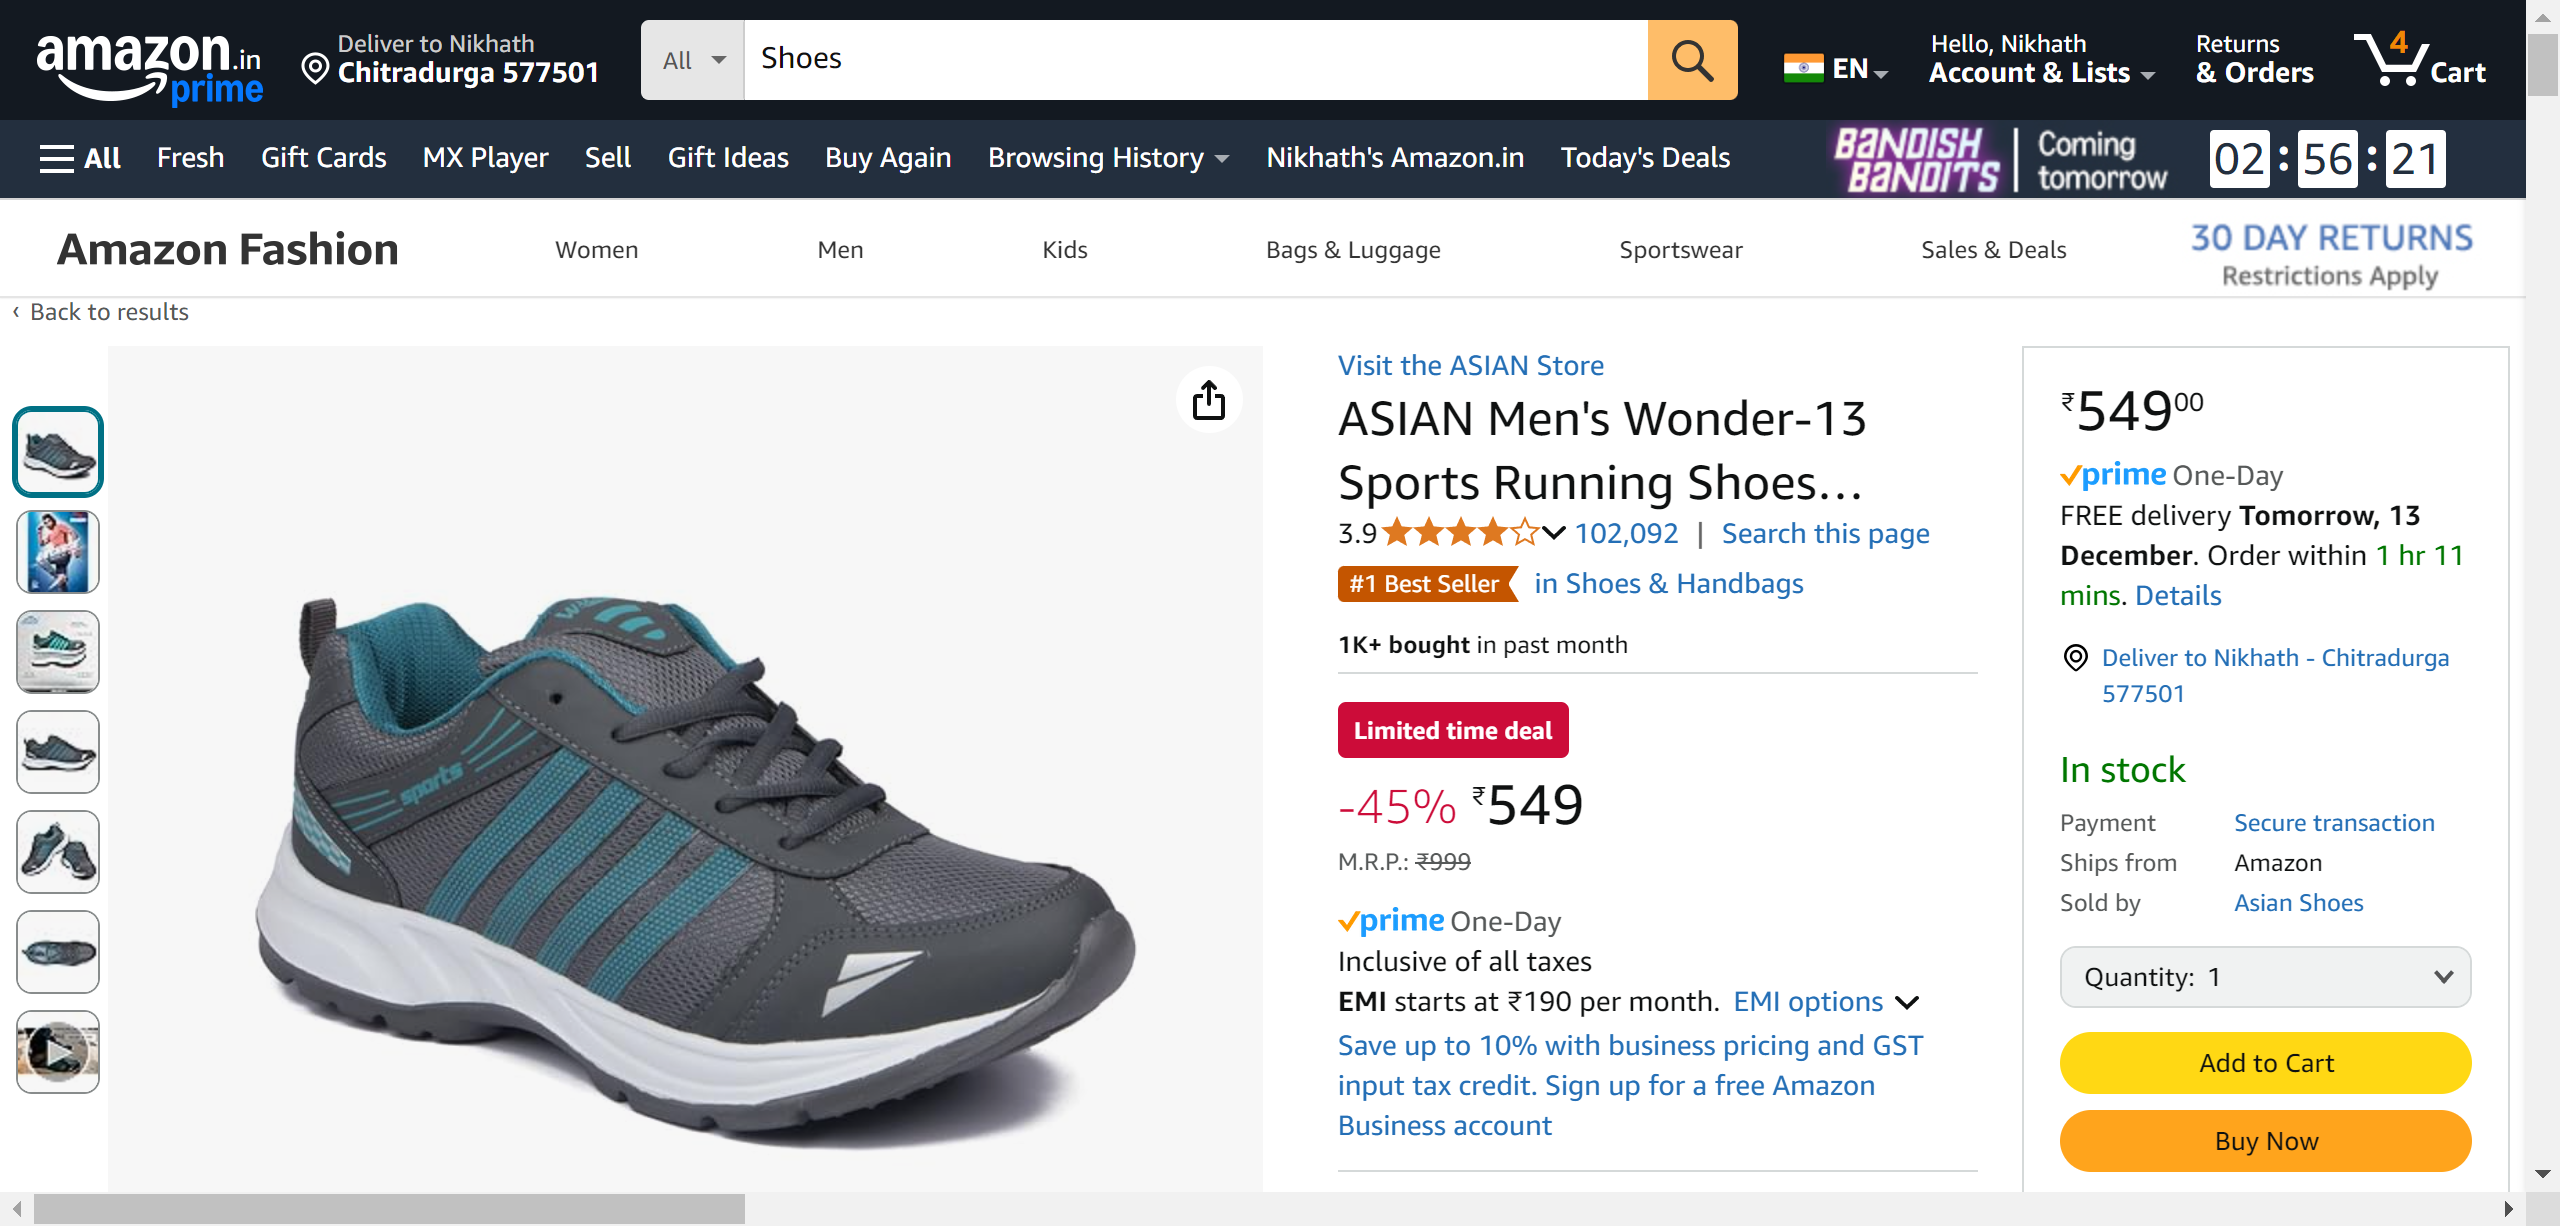 amazon.in
prime
Deliver to Nikhath
Chitradurga 577501
All
Shoes
EN
Hello, Nikhath
Account & Lists
Returns
& Orders
4
Cart
All
Fresh
Gift Cards
MX Player
Sell
Gift Ideas
Buy Again
Browsing History
Nikhath's Amazon.in
Today's Deals
BANDISH
BANDITS
Coming
tomorrow
02:56:21
Amazon Fashion
Women
Men
Kids
Bags & Luggage
Sportswear
Sales & Deals
30 DAY RETURNS
Restrictions Apply
‹ Back to results
sports
Visit the ASIAN Store
ASIAN Men's Wonder-13
Sports Running Shoes…
3.9
102,092 | Search this page
#1 Best Seller in Shoes & Handbags
1K+ bought in past month
Limited time deal
-45% ₹549
M.R.P.: ₹999
prime One-Day
Inclusive of all taxes
EMI starts at ₹190 per month. EMI options
Save up to 10% with business pricing and GST
input tax credit. Sign up for a free Amazon
Business account
₹549 00
prime One-Day
FREE delivery Tomorrow, 13
December. Order within 1 hr 11
mins. Details
Deliver to Nikhath - Chitradurga
577501
In stock
Payment Secure transaction
Ships from Amazon
Sold by Asian Shoes
Quantity: 1
Add to Cart
Buy Now